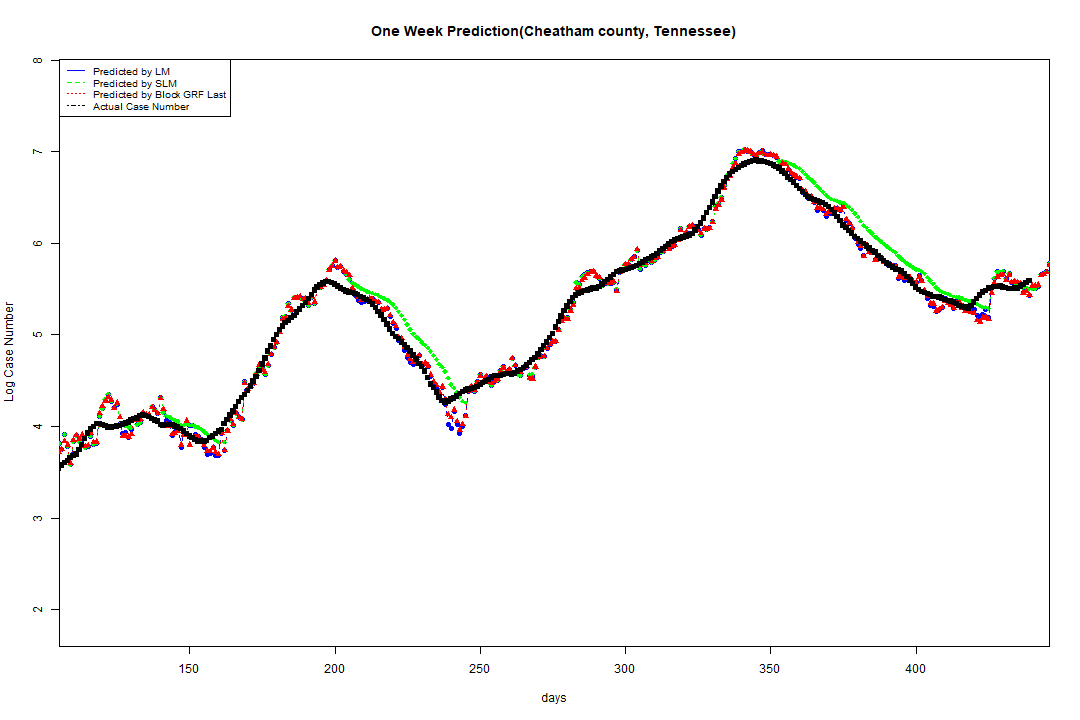 One Week Prediction(Cheatham county, Tennessee)
Predicted by LM
Predicted by SLM
Predicted by Block GRF Last
Actual Case Number
8
7
6
5
4
3
2
Log Case Number
150 200 250 300 350 400
days